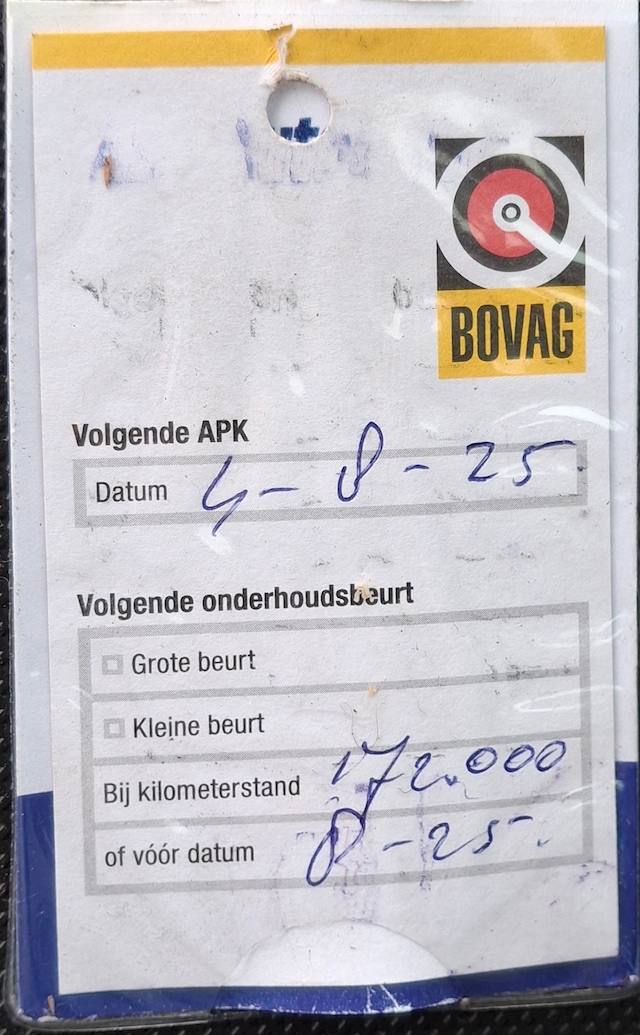 BOVAG
Volgende APK
Datum 4-8-25
Volgende onderhoudsbeurt
Grote beurt
Kleine beurt
Bij kilometerstand 172.000
of vóór datum 8-25